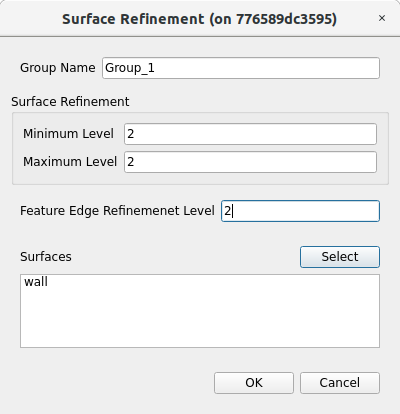 Surface Refinement (on 776589dc3595)
×
Group Name Group_1
Surface Refinement
Minimum Level 2
Maximum Level 2
Feature Edge Refinemenet Level 2
Surfaces Select
wall
OK Cancel